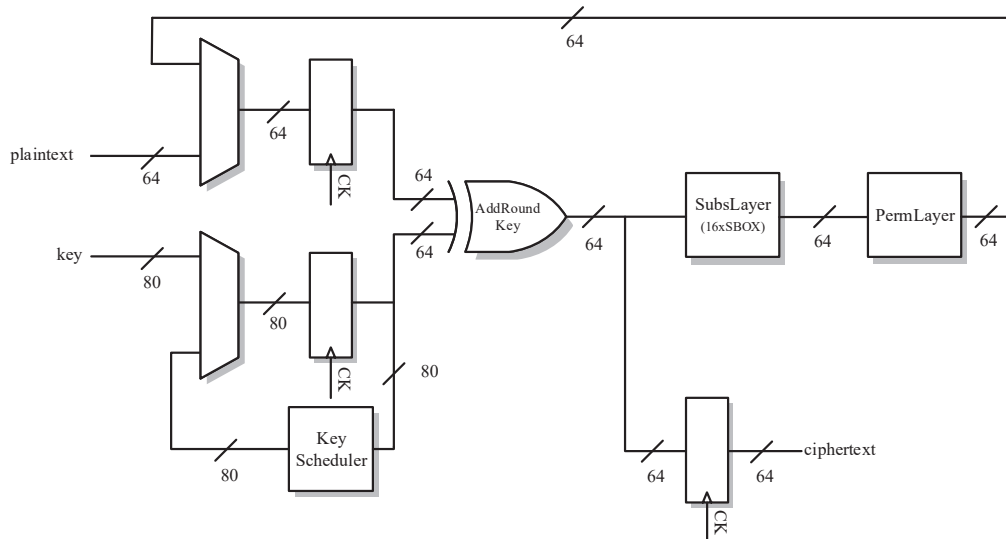 64
64
plaintext
64
CK
64
64
AddRound
Key
64
SubsLayer
(16xSBOX)
64
PermLayer
64
key
80
80
CK
80
Key
Scheduler
80
64
64
ciphertext
CK